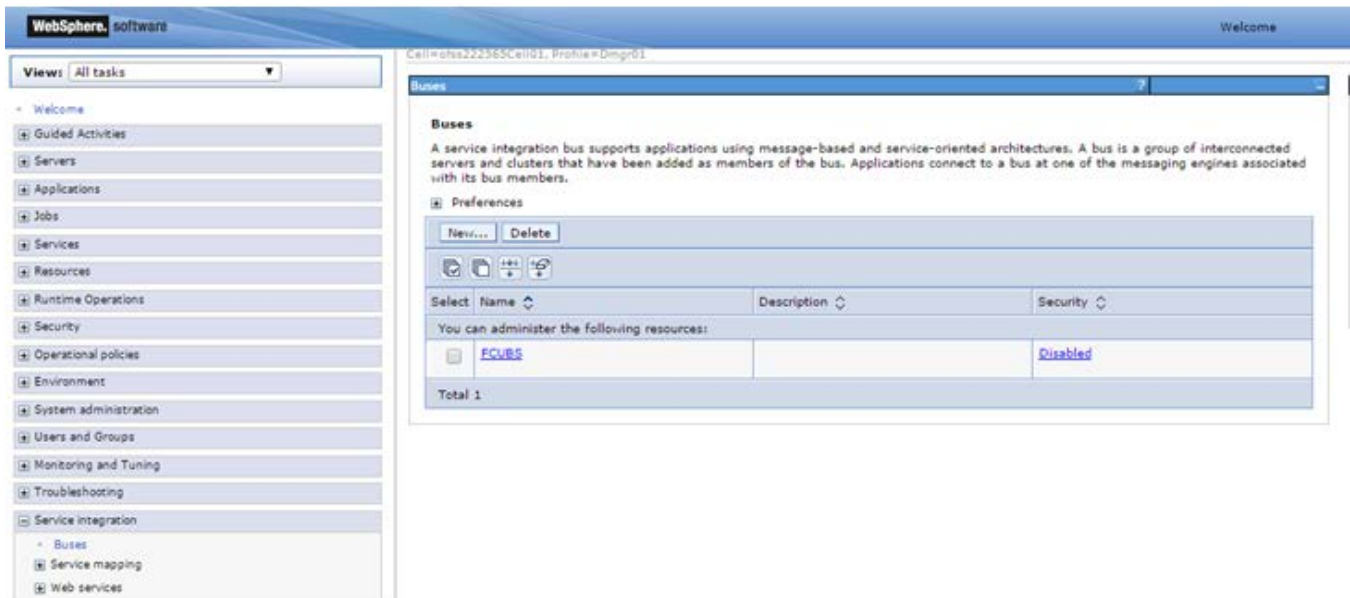 WebSphere. software
Welcome
Cell=ofss222565Cell01, Profile=Dmgr01
View: All tasks
Welcome
Guided Activities
Servers
Applications
Jobs
Services
Resources
Runtime Operations
Security
Operational policies
Environment
System administration
Users and Groups
Monitoring and Tuning
Troubleshooting
Service integration
Buses
Service mapping
Web services
Buses
?
Buses
A service integration bus supports applications using message-based and service-oriented architectures. A bus is a group of interconnected
servers and clusters that have been added as members of the bus. Applications connect to a bus at one of the messaging engines associated
with its bus members.
Preferences
New... Delete
Select Name Description Security
You can administer the following resources:
FCUBS Disabled
Total 1